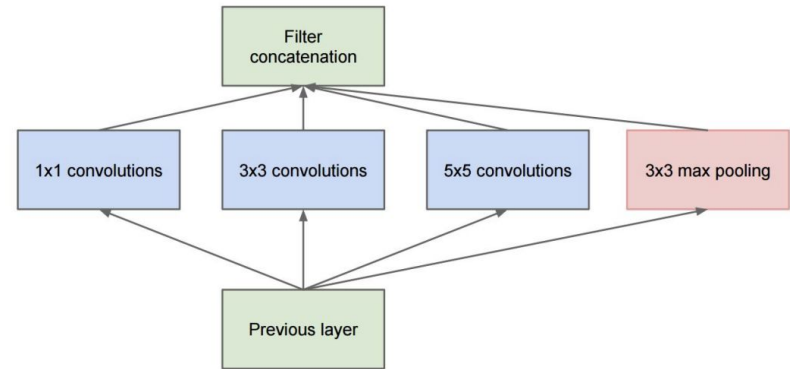 Filter
concatenation
1x1 convolutions
3x3 convolutions
5x5 convolutions
3x3 max pooling
Previous layer